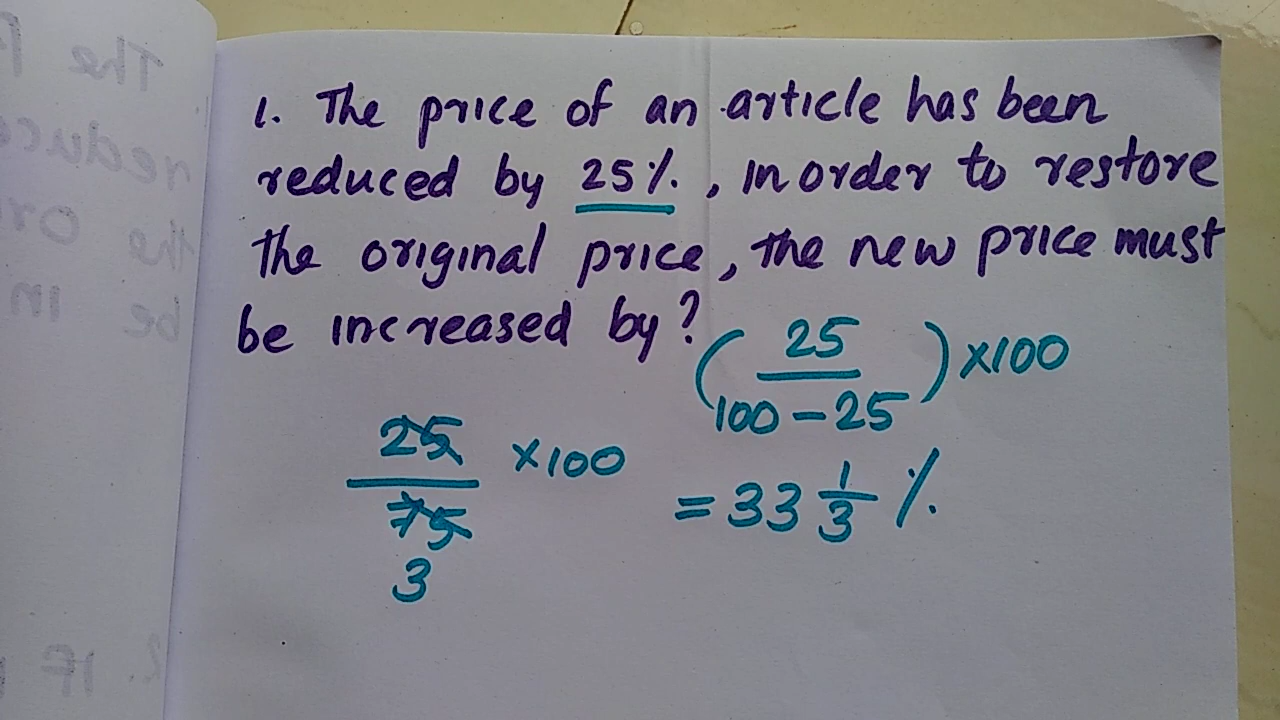 1. The price of an article has been
reduced by 25%, in order to restore
the original price, the new price must
be increased by?
(25/100-25) ×100
25/75 ×100
3
= 33 1/3 %